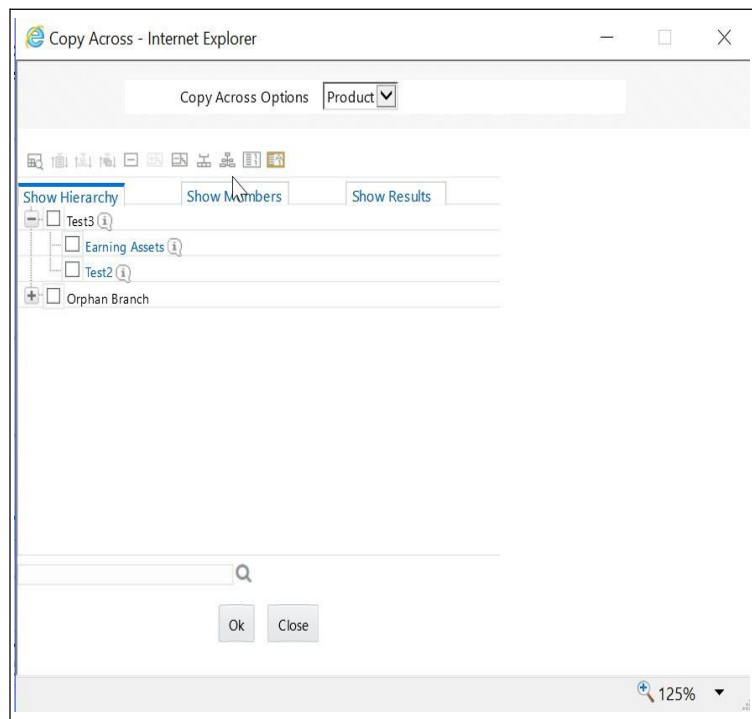 Copy Across - Internet Explorer
Copy Across Options Product
Show Hierarchy Show Members Show Results
Test3
Earning Assets
Test2
Orphan Branch
Ok Close
125%